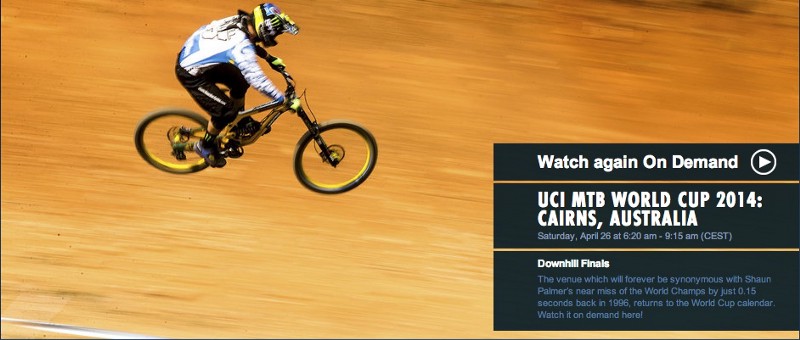 Watch again On Demand
UCI MTB WORLD CUP 2014:
CAIRNS, AUSTRALIA
Saturday, April 26 at 6:20 am - 9:15 am (CEST)
Downhill Finals
The venue which will forever be synonymous with Shaun
Palmer's near miss of the World Champs by just 0.15
seconds back in 1996, returns to the World Cup calendar.
Watch it on demand here!